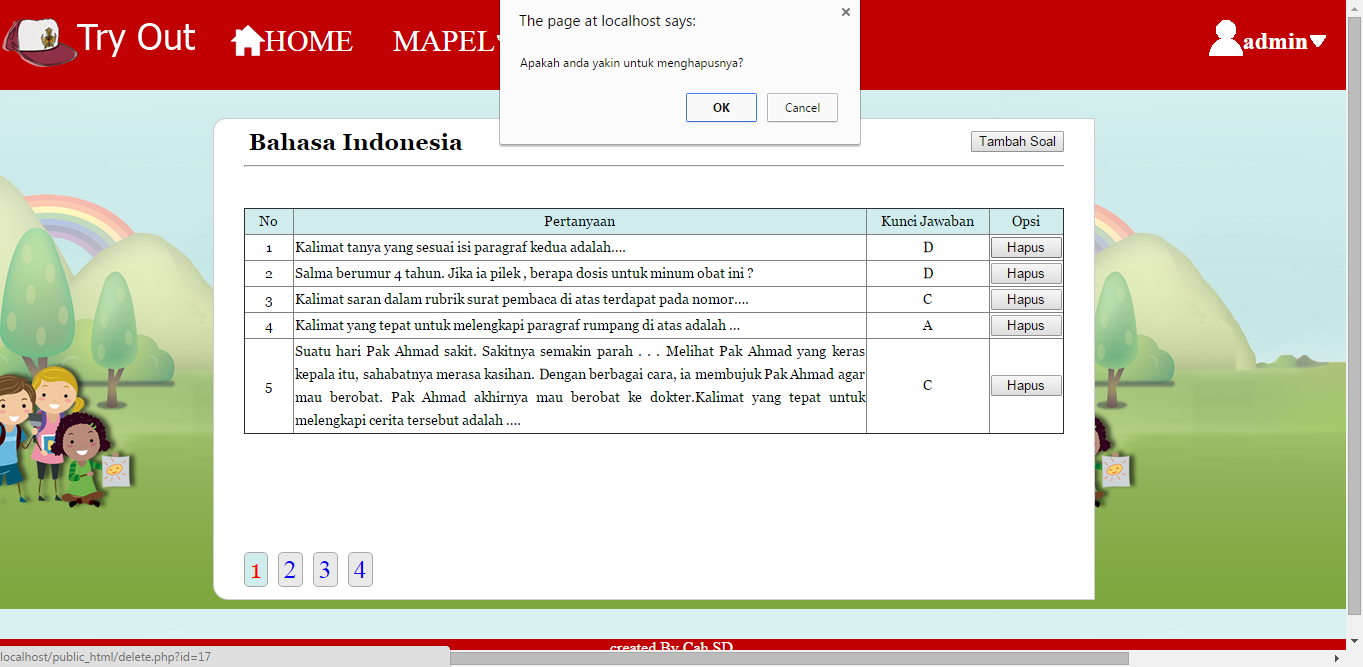 The page at localhost says:
Apakah anda yakin untuk menghapusnya?
OK Cancel
Try Out HOME MAPEL admin
Bahasa Indonesia Tambah Soal
No Pertanyaan Kunci Jawaban Opsi
1 Kalimat tanya yang sesuai isi paragraf kedua adalah.... D Hapus
2 Salma berumur 4 tahun. Jika ia pilek , berapa dosis untuk minum obat ini ? D Hapus
3 Kalimat saran dalam rubrik surat pembaca di atas terdapat pada nomor.... C Hapus
4 Kalimat yang tepat untuk melengkapi paragraf rumpang di atas adalah ... A Hapus
Suatu hari Pak Ahmad sakit. Sakitnya semakin parah . . . Melihat Pak Ahmad yang keras
kepala itu, sahabatnya merasa kasihan. Dengan berbagai cara, ia membujuk Pak Ahmad agar
5 C Hapus
mau berobat. Pak Ahmad akhirnya mau berobat ke dokter.Kalimat yang tepat untuk
melengkapi cerita tersebut adalah ....
1 2 3 4
created By Cah SD
localhost/public_html/delete.php?id=17